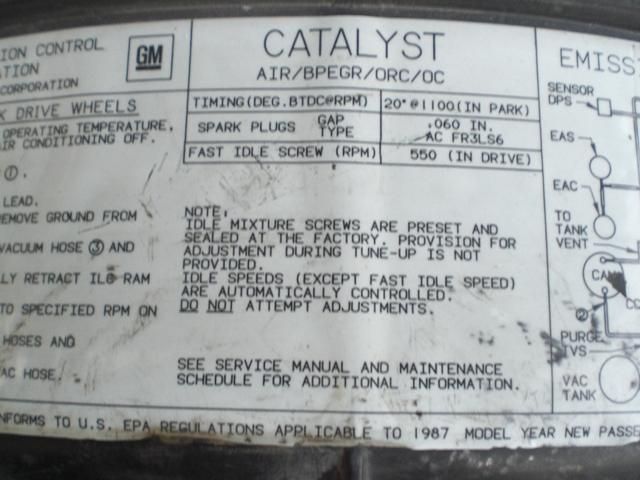 ION CONTROL
ATION
CORPORATION
DRIVE WHEELS
OPERATING TEMPERATURE,
IR CONDITIONING OFF.
①.
LEAD.
REMOVE GROUND FROM
VACUUM HOSE ③ AND
LY RETRACT ILC RAM
TO SPECIFIED RPM ON
HOSES AND
AC HOSE.
GM
CATALYST
AIR/BPEGR/ORC/OC
TIMING(DEG.BTDC@RPM) 20°@1100(IN PARK)
SPARK PLUGS GAP .060 IN.
TYPE AC FR3LS6
FAST IDLE SCREW (RPM) 550 (IN DRIVE)
NOTE,
IDLE MIXTURE SCREWS ARE PRESET AND
SEALED AT THE FACTORY. PROVISION FOR
ADJUSTMENT DURING TUNE-UP IS NOT
PROVIDED.
IDLE SPEEDS (EXCEPT FAST IDLE SPEED)
ARE AUTOMATICALLY CONTROLLED.
DO NOT ATTEMPT ADJUSTMENTS.
SEE SERVICE MANUAL AND MAINTENANCE
SCHEDULE FOR ADDITIONAL INFORMATION.
EMISS
SENSOR
DPS
EAS
EAC
TO
TANK
VENT
CAN
②
PURGE
TVS
VAC
TANK
NFORMS TO U.S. EPA REGULATIONS APPLICABLE TO 1987 MODEL YEAR NEW PASSE